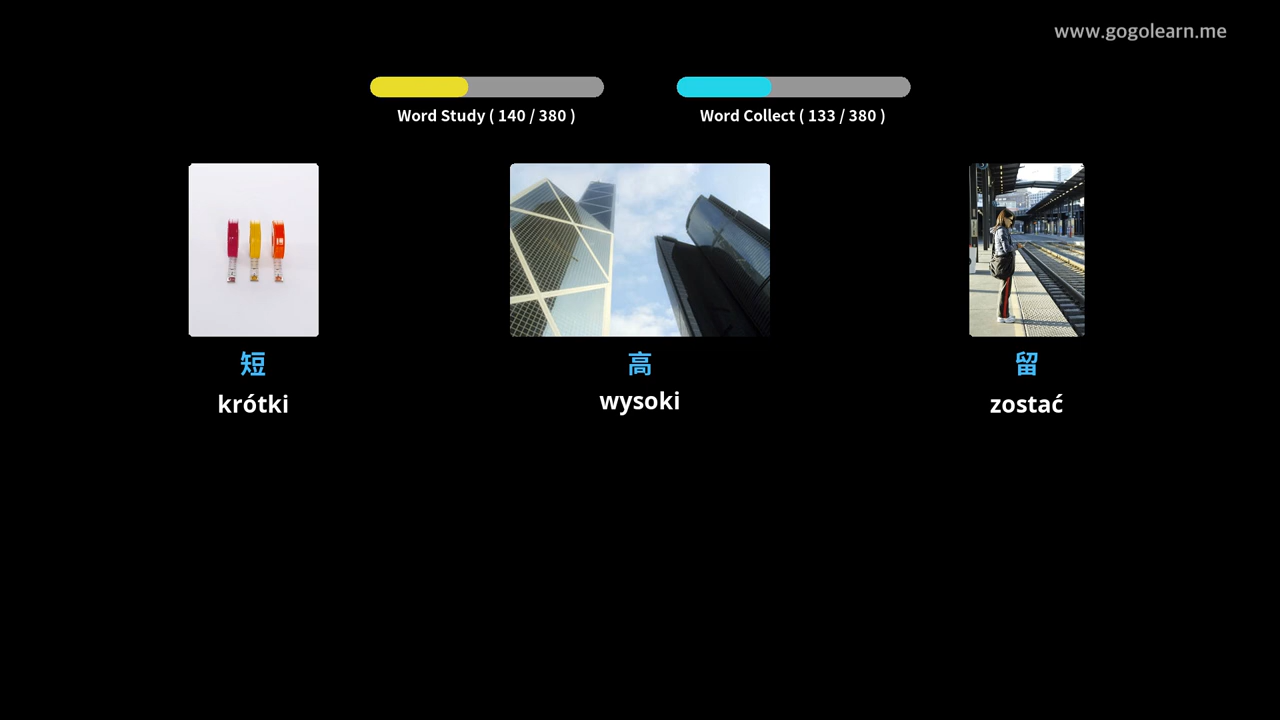 www.gogolearn.me
Word Study ( 140 / 380 )
Word Collect ( 133 / 380 )
短
高
留
krótki
wysoki
zostać